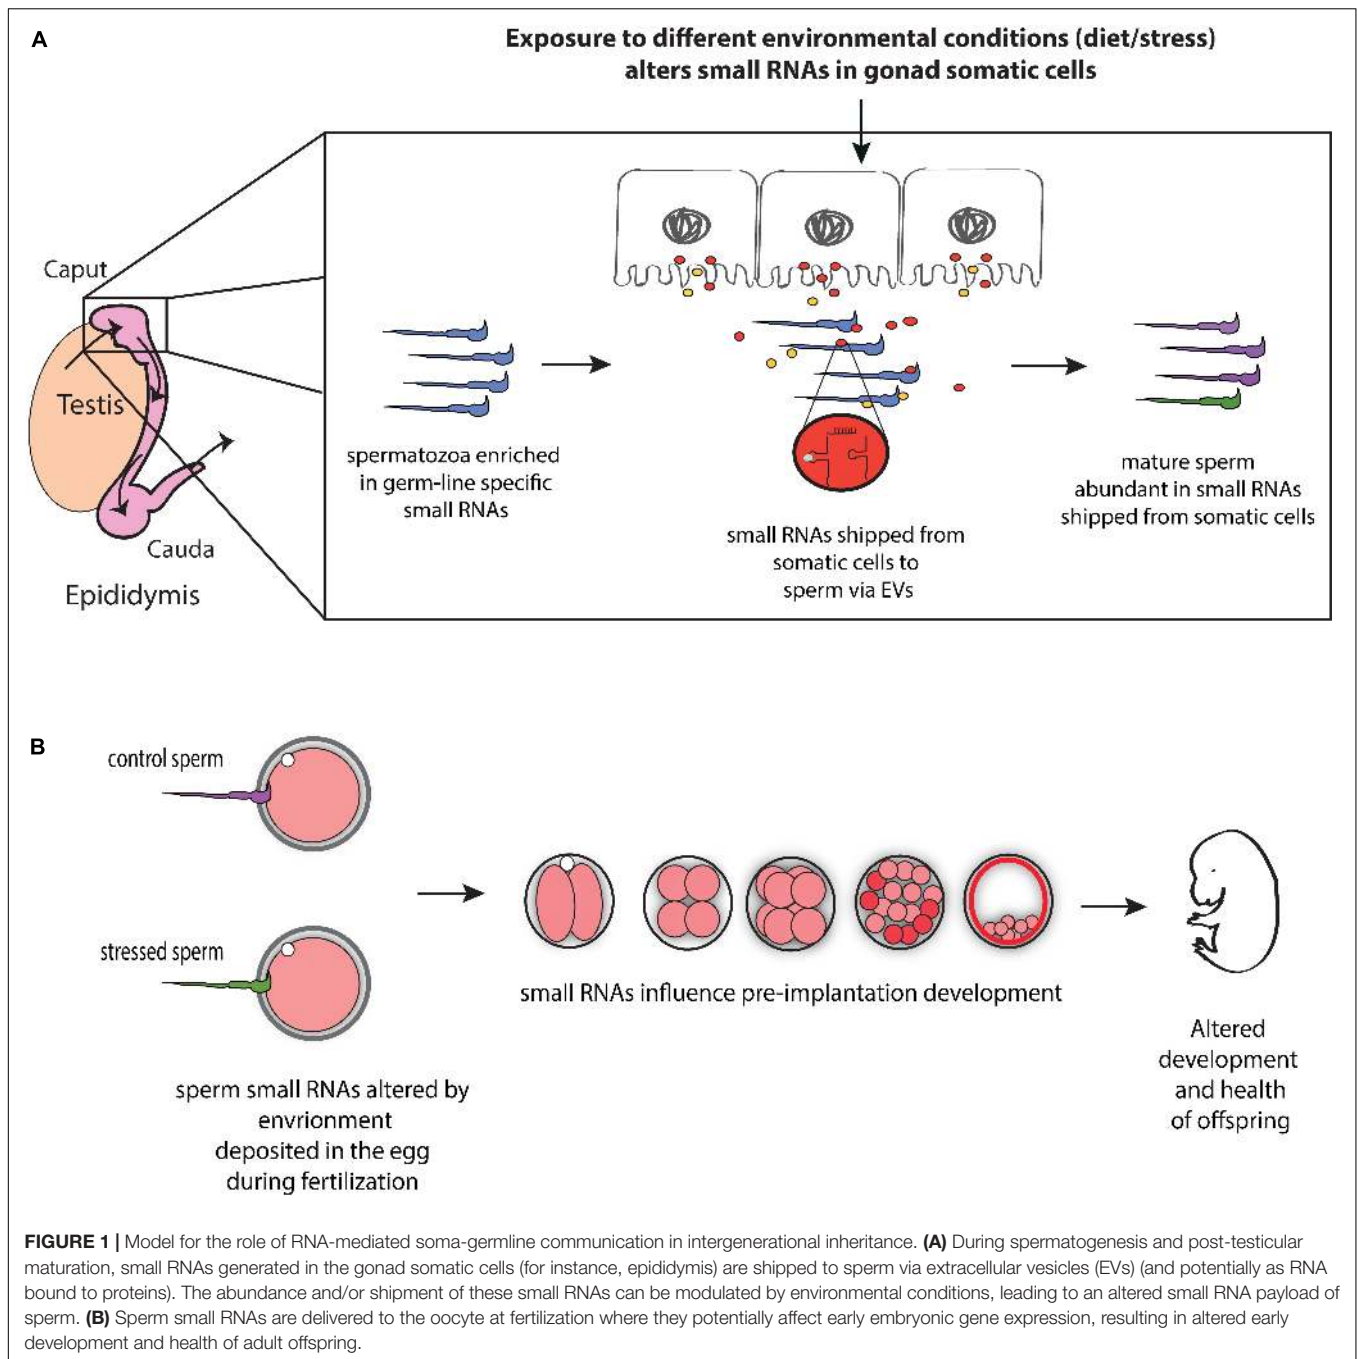 A
Exposure to different environmental conditions (diet/stress)
alters small RNAs in gonad somatic cells
Caput
Testis
Cauda
Epididymis
spermatozoa enriched
in germ-line specific
small RNAs
small RNAs shipped from
somatic cells to
sperm via EVs
mature sperm
abundant in small RNAs
shipped from somatic cells
B
control sperm
stressed sperm
sperm small RNAs altered by
envrionment
deposited in the egg
during fertilization
small RNAs influence pre-implantation development
Altered
development
and health
of offspring
FIGURE 1 | Model for the role of RNA-mediated soma-germline communication in intergenerational inheritance. (A) During spermatogenesis and post-testicular
maturation, small RNAs generated in the gonad somatic cells (for instance, epididymis) are shipped to sperm via extracellular vesicles (EVs) (and potentially as RNA
bound to proteins). The abundance and/or shipment of these small RNAs can be modulated by environmental conditions, leading to an altered small RNA payload of
sperm. (B) Sperm small RNAs are delivered to the oocyte at fertilization where they potentially affect early embryonic gene expression, resulting in altered early
development and health of adult offspring.